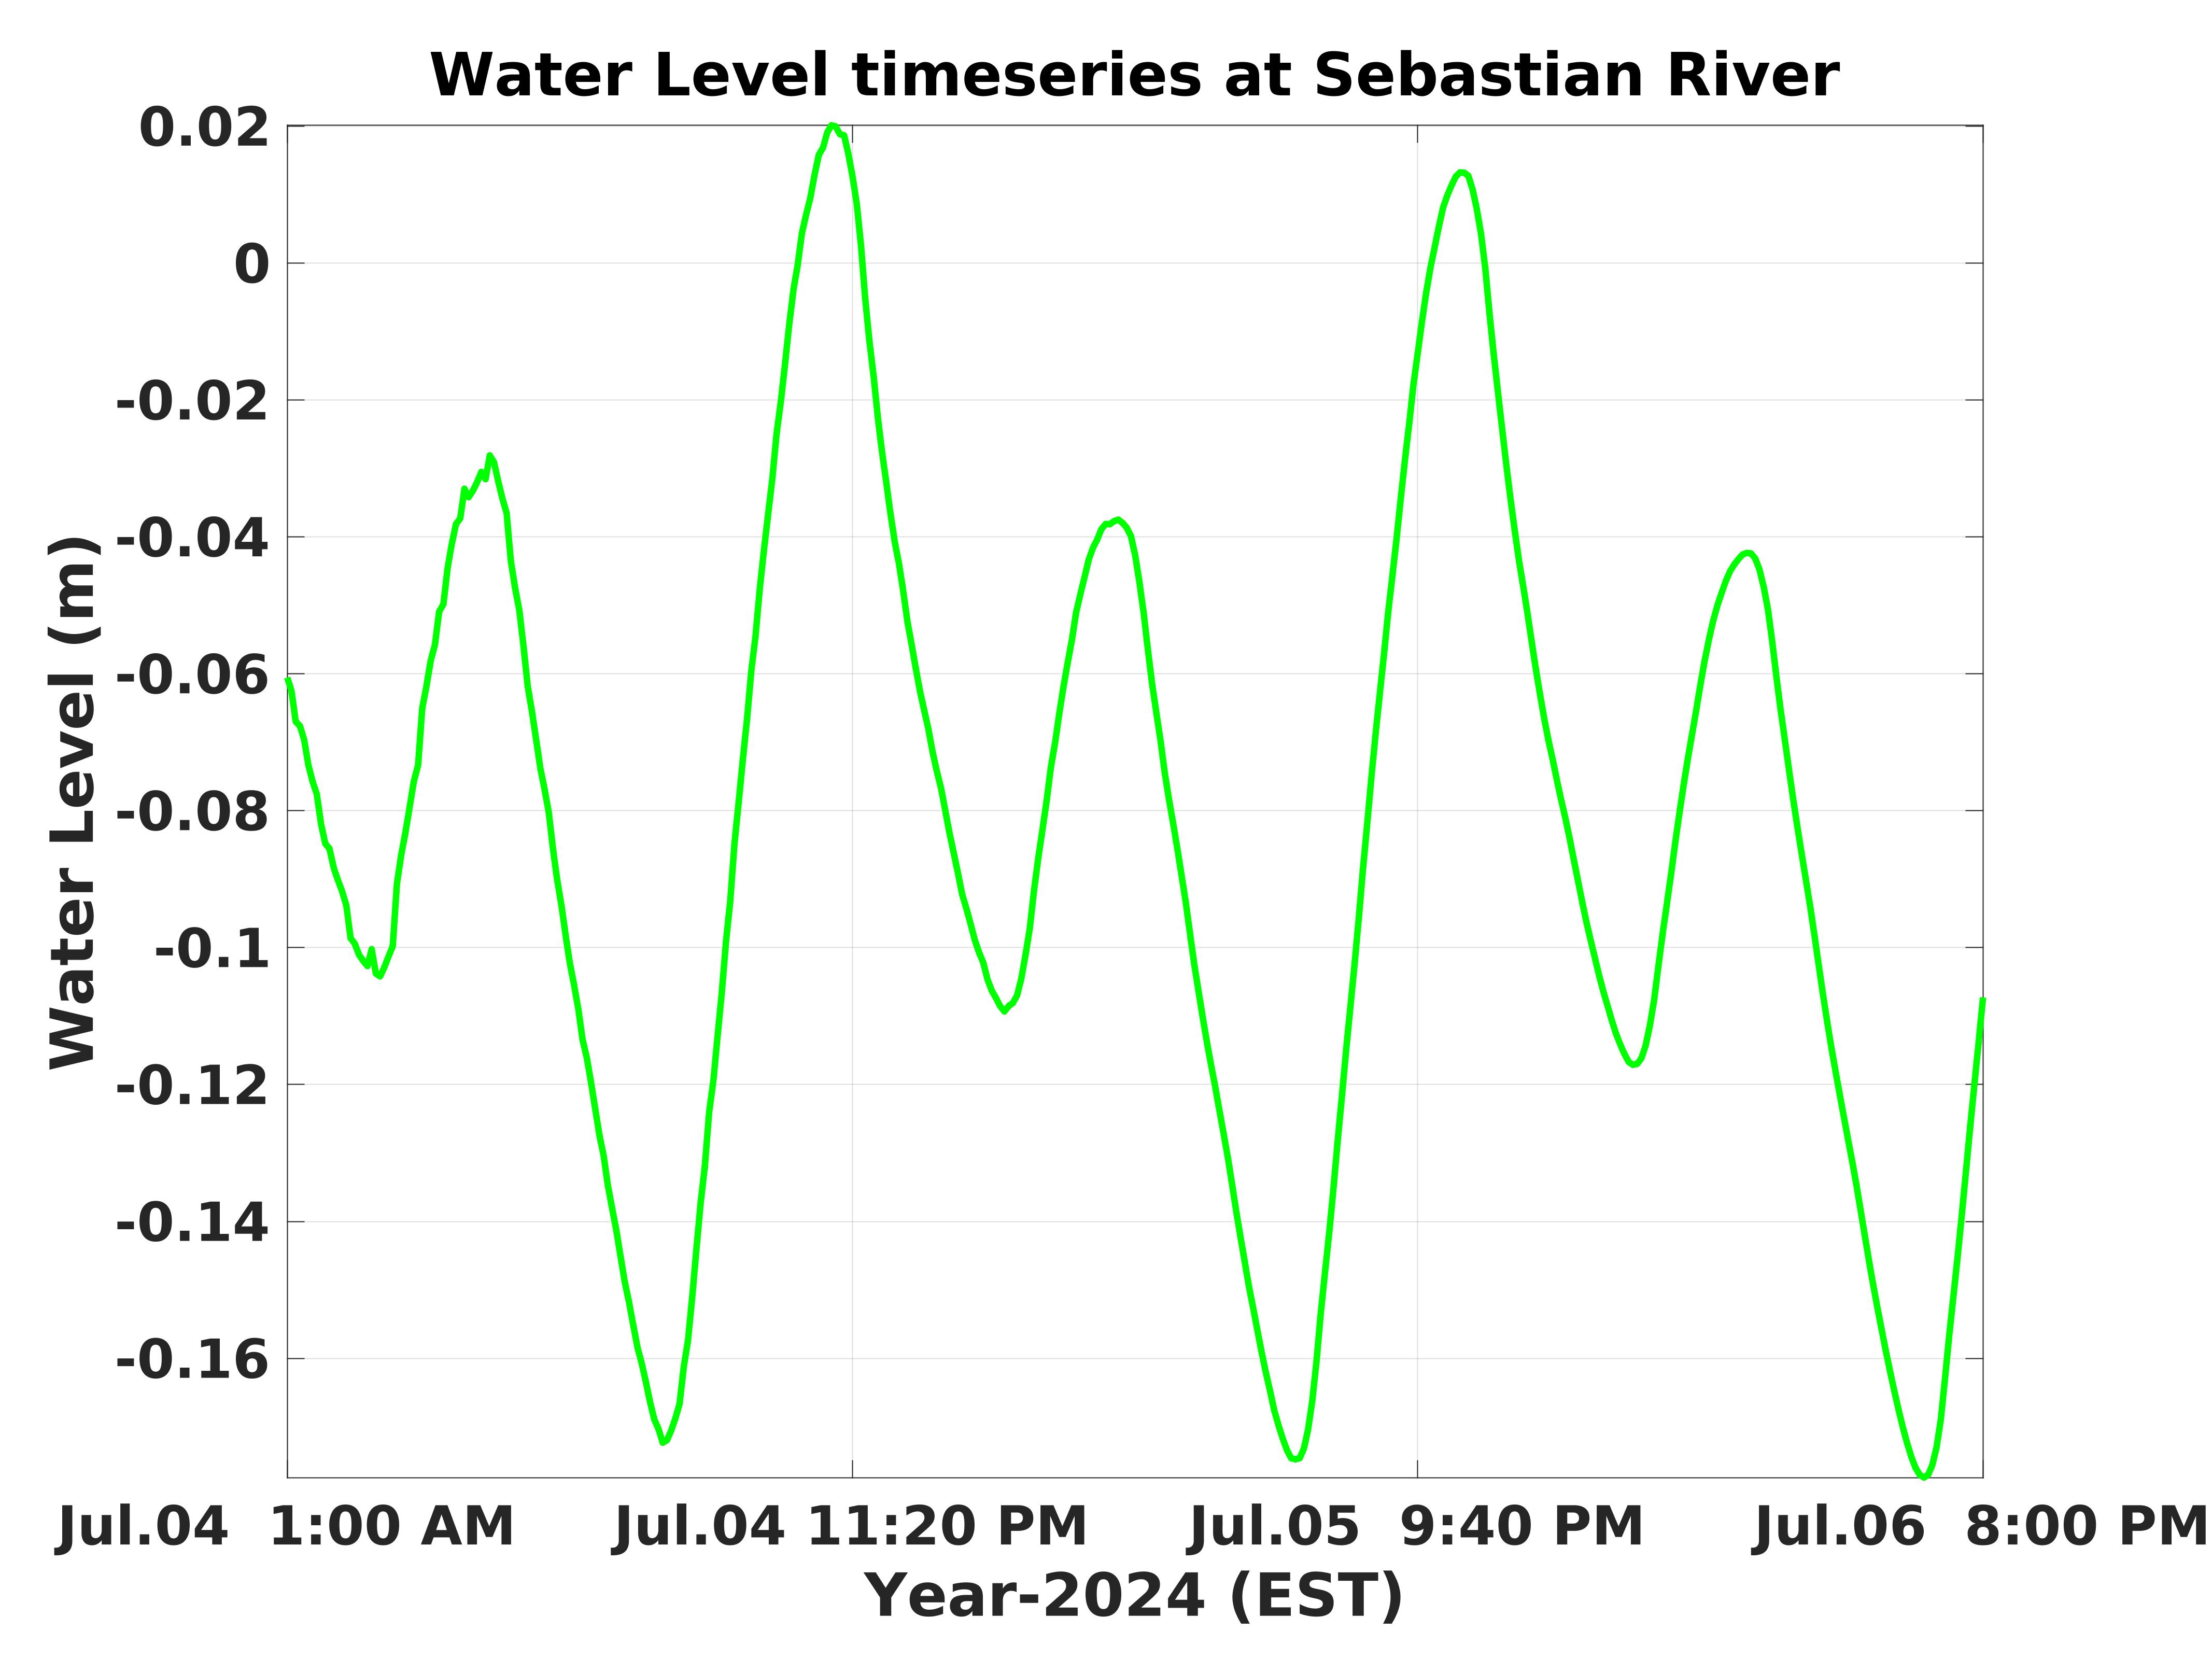 Water Level timeseries at Sebastian River
0.02
0
-0.02
-0.04
-0.06
-0.08
-0.1
-0.12
-0.14
-0.16
Water Level (m)
Jul.04 1:00 AM Jul.04 11:20 PM Jul.05 9:40 PM Jul.06 8:00 PM
Year-2024 (EST)